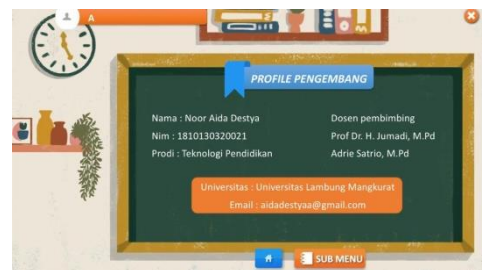 A
PROFILE PENGEMBANG
Nama : Noor Aida Destya
Nim : 1810130320021
Prodi : Teknologi Pendidikan
Dosen pembimbing
Prof Dr. H. Jumadi, M.Pd
Adrie Satrio, M.Pd
Universitas : Universitas Lambung Mangkurat
Email : aidadestyaa@gmail.com
SUB MENU